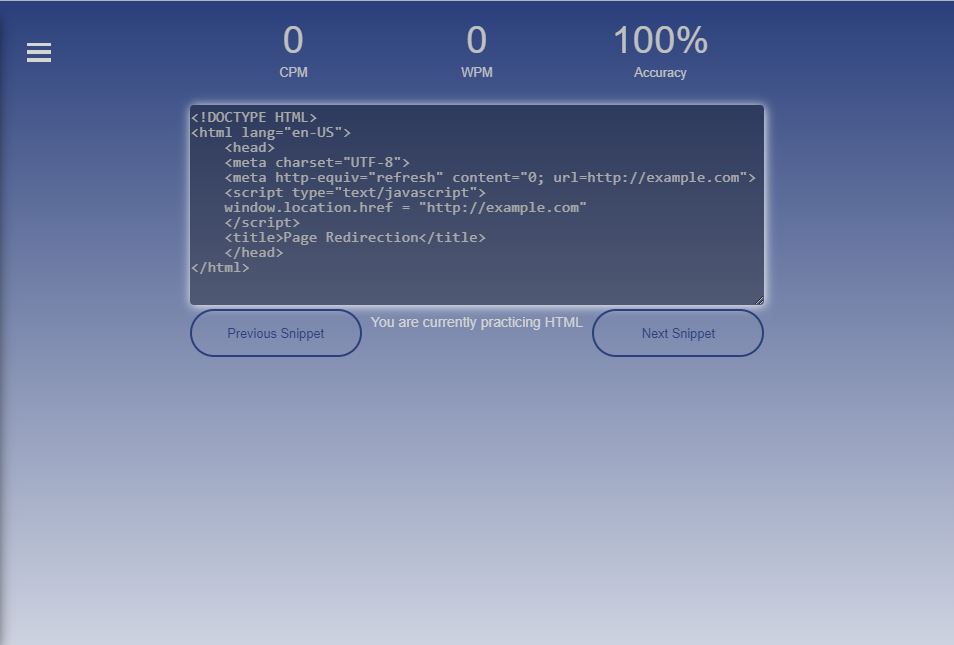 0 0 100%
CPM WPM Accuracy
<!DOCTYPE HTML>
<html lang="en-US">
    <head>
    <meta charset="UTF-8">
    <meta http-equiv="refresh" content="0; url=http://example.com">
    <script type="text/javascript">
    window.location.href = "http://example.com"
    </script>
    <title>Page Redirection</title>
    </head>
</html>
Previous Snippet You are currently practicing HTML Next Snippet